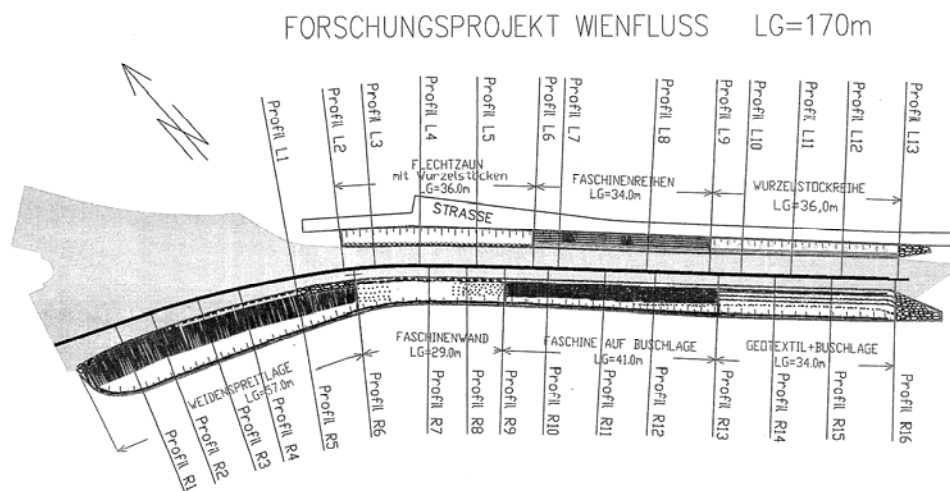 FORSCHUNGSPROJEKT WIENFLUSS LG=170m
Profil L1
Profil L2
Profil L3
Profil L4
Profil L5
Profil L6
Profil L7
Profil L8
Profil L9
Profil L10
Profil L11
Profil L12
Profil L13
FLECHTZAUN
mit Wurzelstöcken
LG=36.0m
FASCHINENREIHEN
LG=34.0m
WURZELSTOCKREIHE
LG=36,0m
STRASSE
WEIDENSPREITLAGE
LG=57.0m
FASCHINENWAND
LG=29.0m
FASCHINE AUF BUSCHLAGE
LG=41.0m
GEOTEXTIL+BUSCHLAGE
LG=34.0m
Profil R1
Profil R2
Profil R3
Profil R4
Profil R5
Profil R6
Profil R7
Profil R8
Profil R9
Profil R10
Profil R11
Profil R12
Profil R13
Profil R14
Profil R15
Profil R16